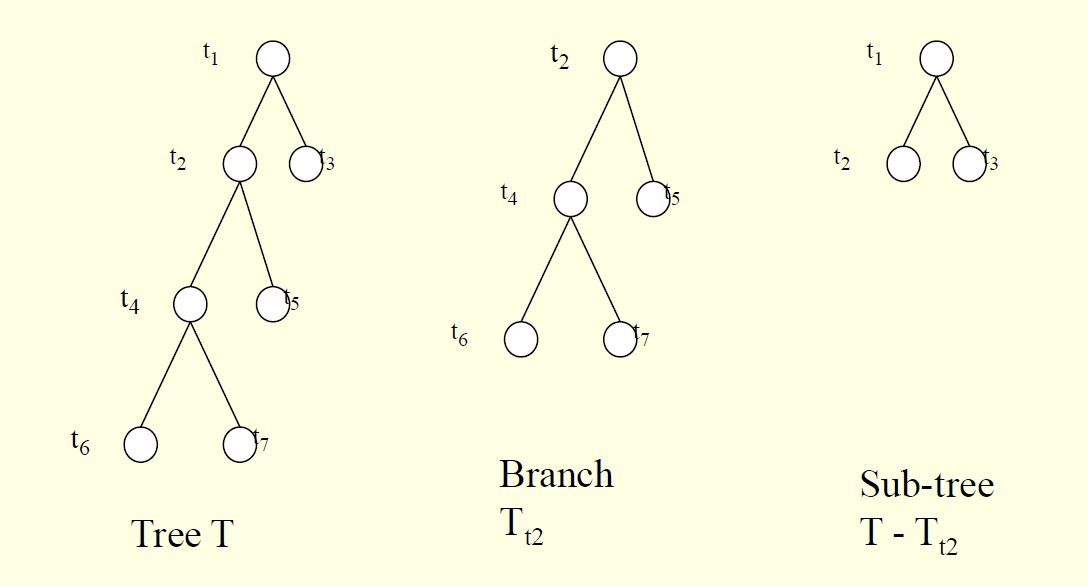 t1
t2
t3
t4
t5
t6
t7
Tree T
t2
t4
t5
t6
t7
Branch
Tt2
t1
t2
t3
Sub-tree
T - Tt2